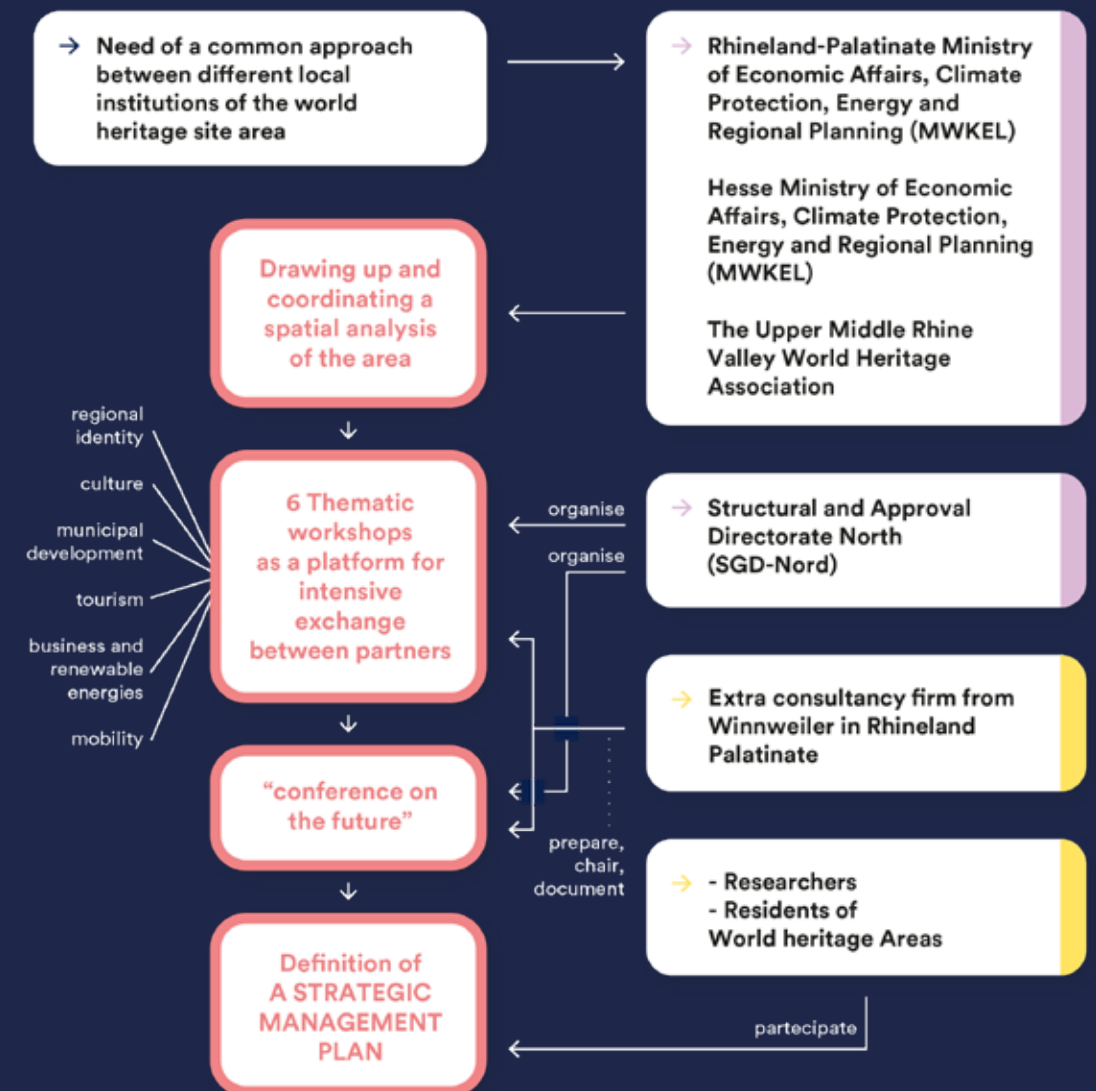 → Need of a common approach
between different local
institutions of the world
heritage site area
→ Rhineland-Palatinate Ministry
of Economic Affairs, Climate
Protection, Energy and
Regional Planning (MWKEL)
Hesse Ministry of Economic
Affairs, Climate Protection,
Energy and Regional Planning
(MWKEL)
The Upper Middle Rhine
Valley World Heritage
Association
Drawing up and
coordinating a
spatial analysis
of the area
regional
identity
culture
municipal
development
tourism
business and
renewable
energies
mobility
6 Thematic
workshops
as a platform for
intensive
exchange
between partners
organise
organise
→ Structural and Approval
Directorate North
(SGD-Nord)
→ Extra consultancy firm from
Winnweiler in Rhineland
Palatinate
"conference on
the future"
prepare,
chair,
document
→ - Researchers
- Residents of
World heritage Areas
Definition of
A STRATEGIC
MANAGEMENT
PLAN
partecipate